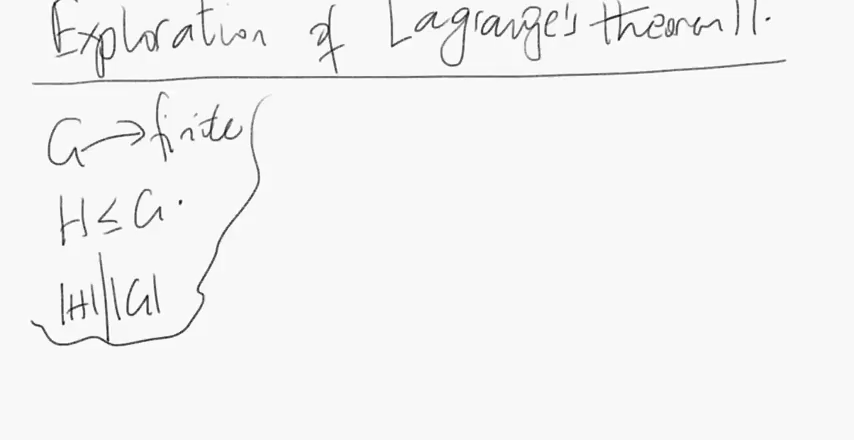 Exploration of Lagrange's theorem II.
G → finite
H ≤ G.
|H| | |G|